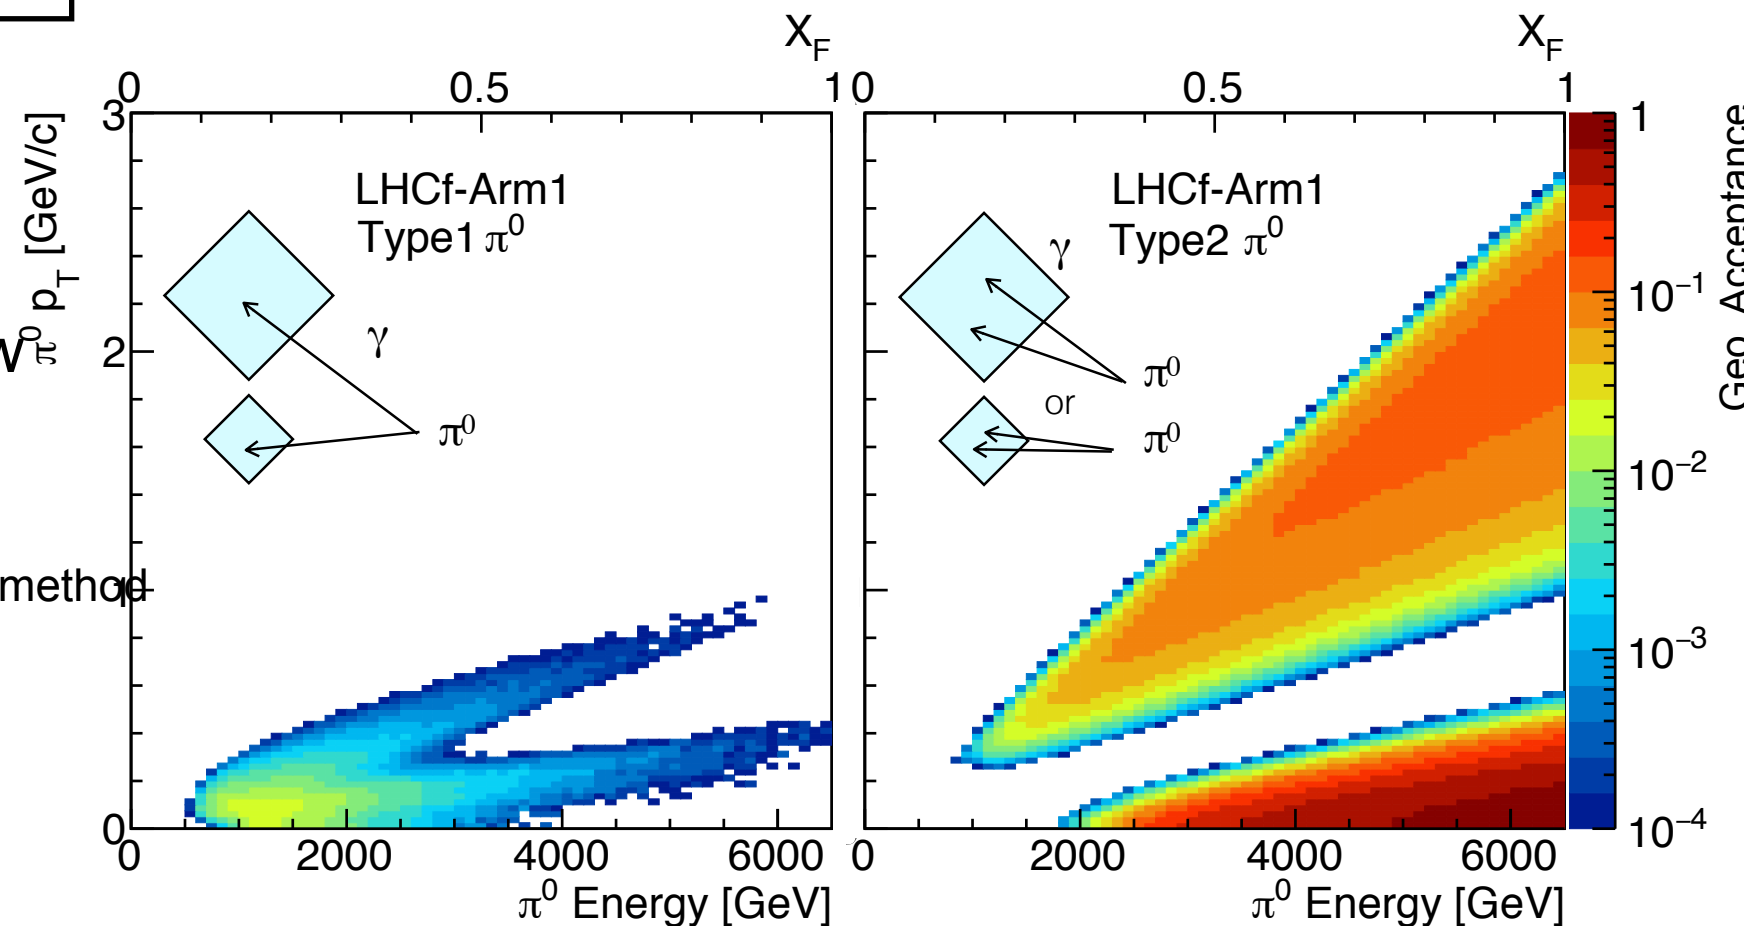 X_F X_F
0 0.5 1 0 0.5 1
3
π⁰ p_T [GeV/c]
LHCf-Arm1
Type1 π⁰
γ
π⁰
LHCf-Arm1
Type2 π⁰
γ
π⁰
or
π⁰
2
method
1
0
0 2000 4000 6000
π⁰ Energy [GeV]
0 2000 4000 6000
π⁰ Energy [GeV]
1
10⁻¹
10⁻²
10⁻³
10⁻⁴
Geo. Acceptance